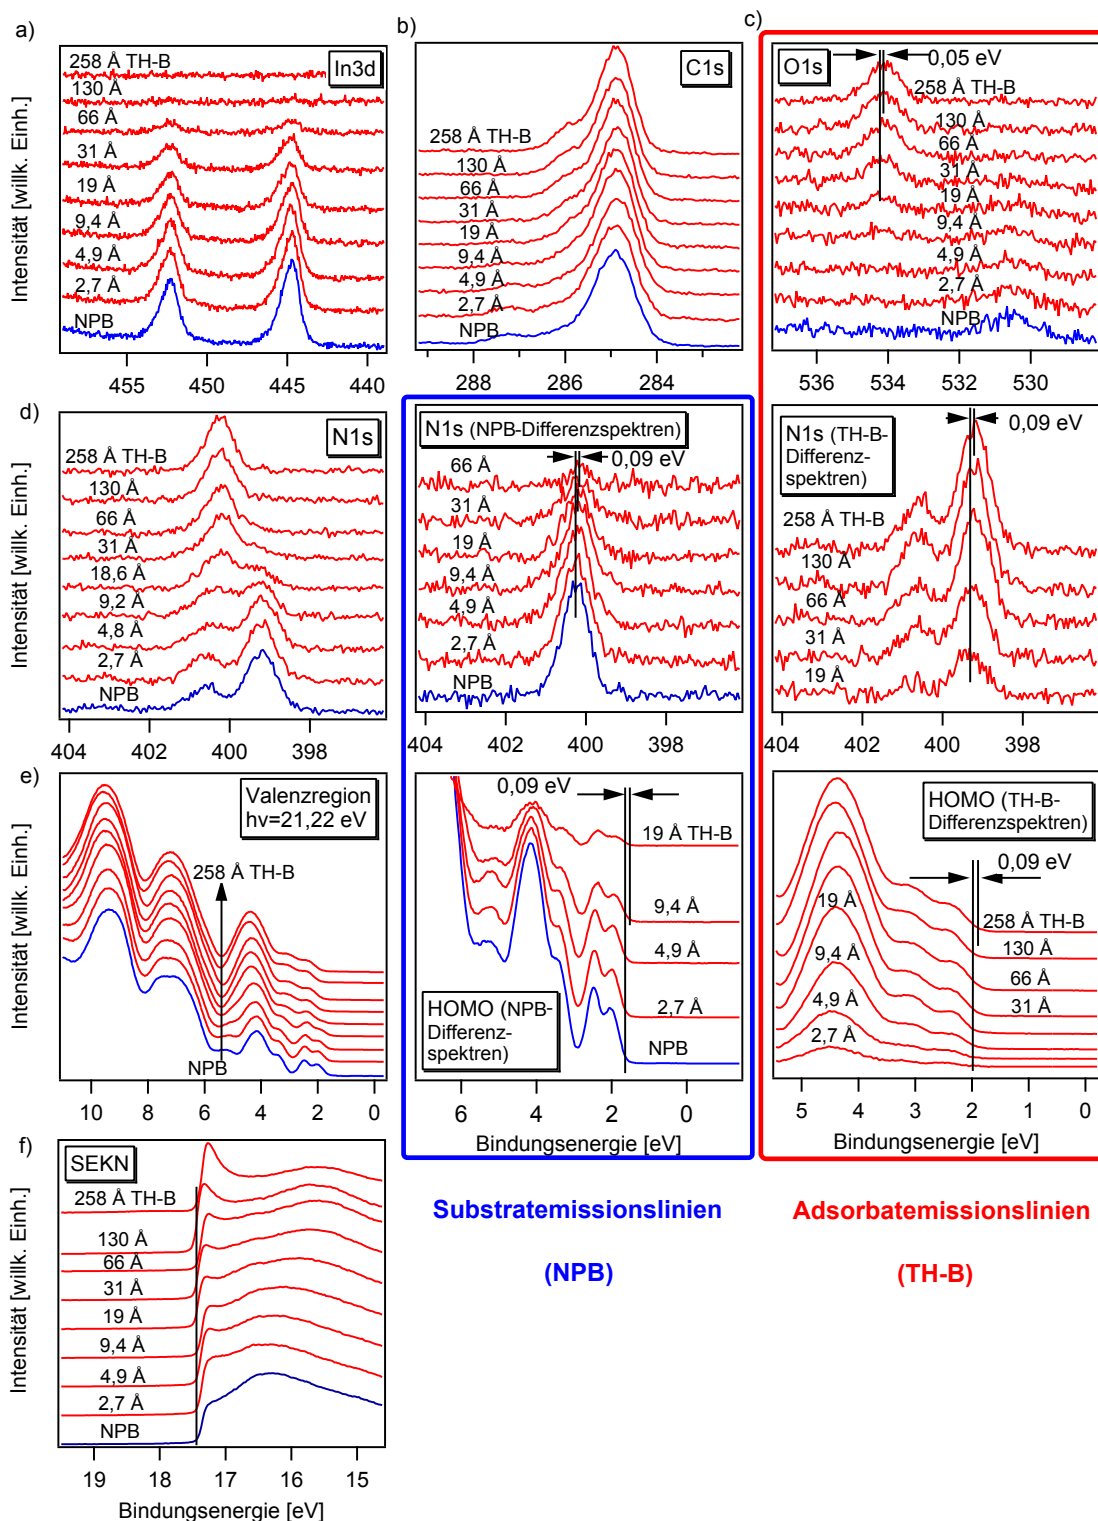 a)
In3d
258 Å TH-B
130 Å
66 Å
31 Å
19 Å
9,4 Å
4,9 Å
2,7 Å
NPB
Intensität [willk. Einh.]
455 450 445 440
b)
C1s
258 Å TH-B
130 Å
66 Å
31 Å
19 Å
9,4 Å
4,9 Å
2,7 Å
NPB
288 286 284
c)
O1s
0,05 eV
258 Å TH-B
130 Å
66 Å
31 Å
19 Å
9,4 Å
4,9 Å
2,7 Å
NPB
536 534 532 530
d)
N1s
258 Å TH-B
130 Å
66 Å
31 Å
18,6 Å
9,2 Å
4,8 Å
2,7 Å
NPB
Intensität [willk. Einh.]
404 402 400 398
N1s (NPB-Differenzspektren)
0,09 eV
66 Å
31 Å
19 Å
9,4 Å
4,9 Å
2,7 Å
NPB
404 402 400 398
N1s (TH-B-
Differenz-
spektren)
0,09 eV
258 Å TH-B
130 Å
66 Å
31 Å
19 Å
404 402 400 398
e)
Valenzregion
hν=21,22 eV
258 Å TH-B
NPB
Intensität [willk. Einh.]
10 8 6 4 2 0
0,09 eV
19 Å TH-B
9,4 Å
4,9 Å
2,7 Å
NPB
HOMO (NPB-
Differenz-
spektren)
6 4 2 0
Bindungsenergie [eV]
HOMO (TH-B-
Differenzspektren)
0,09 eV
258 Å TH-B
130 Å
66 Å
31 Å
19 Å
9,4 Å
4,9 Å
2,7 Å
5 4 3 2 1 0
Bindungsenergie [eV]
f)
SEKN
258 Å TH-B
130 Å
66 Å
31 Å
19 Å
9,4 Å
4,9 Å
2,7 Å
NPB
Intensität [willk. Einh.]
19 18 17 16 15
Bindungsenergie [eV]
Substratemissionslinien
(NPB)
Adsorbatemissionslinien
(TH-B)